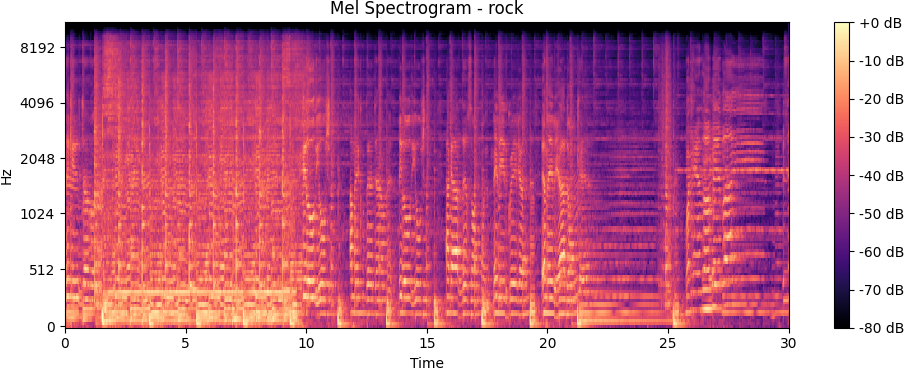 Mel Spectrogram - rock
Hz
8192
4096
2048
1024
512
0
0 5 10 15 20 25 30
Time
+0 dB
-10 dB
-20 dB
-30 dB
-40 dB
-50 dB
-60 dB
-70 dB
-80 dB